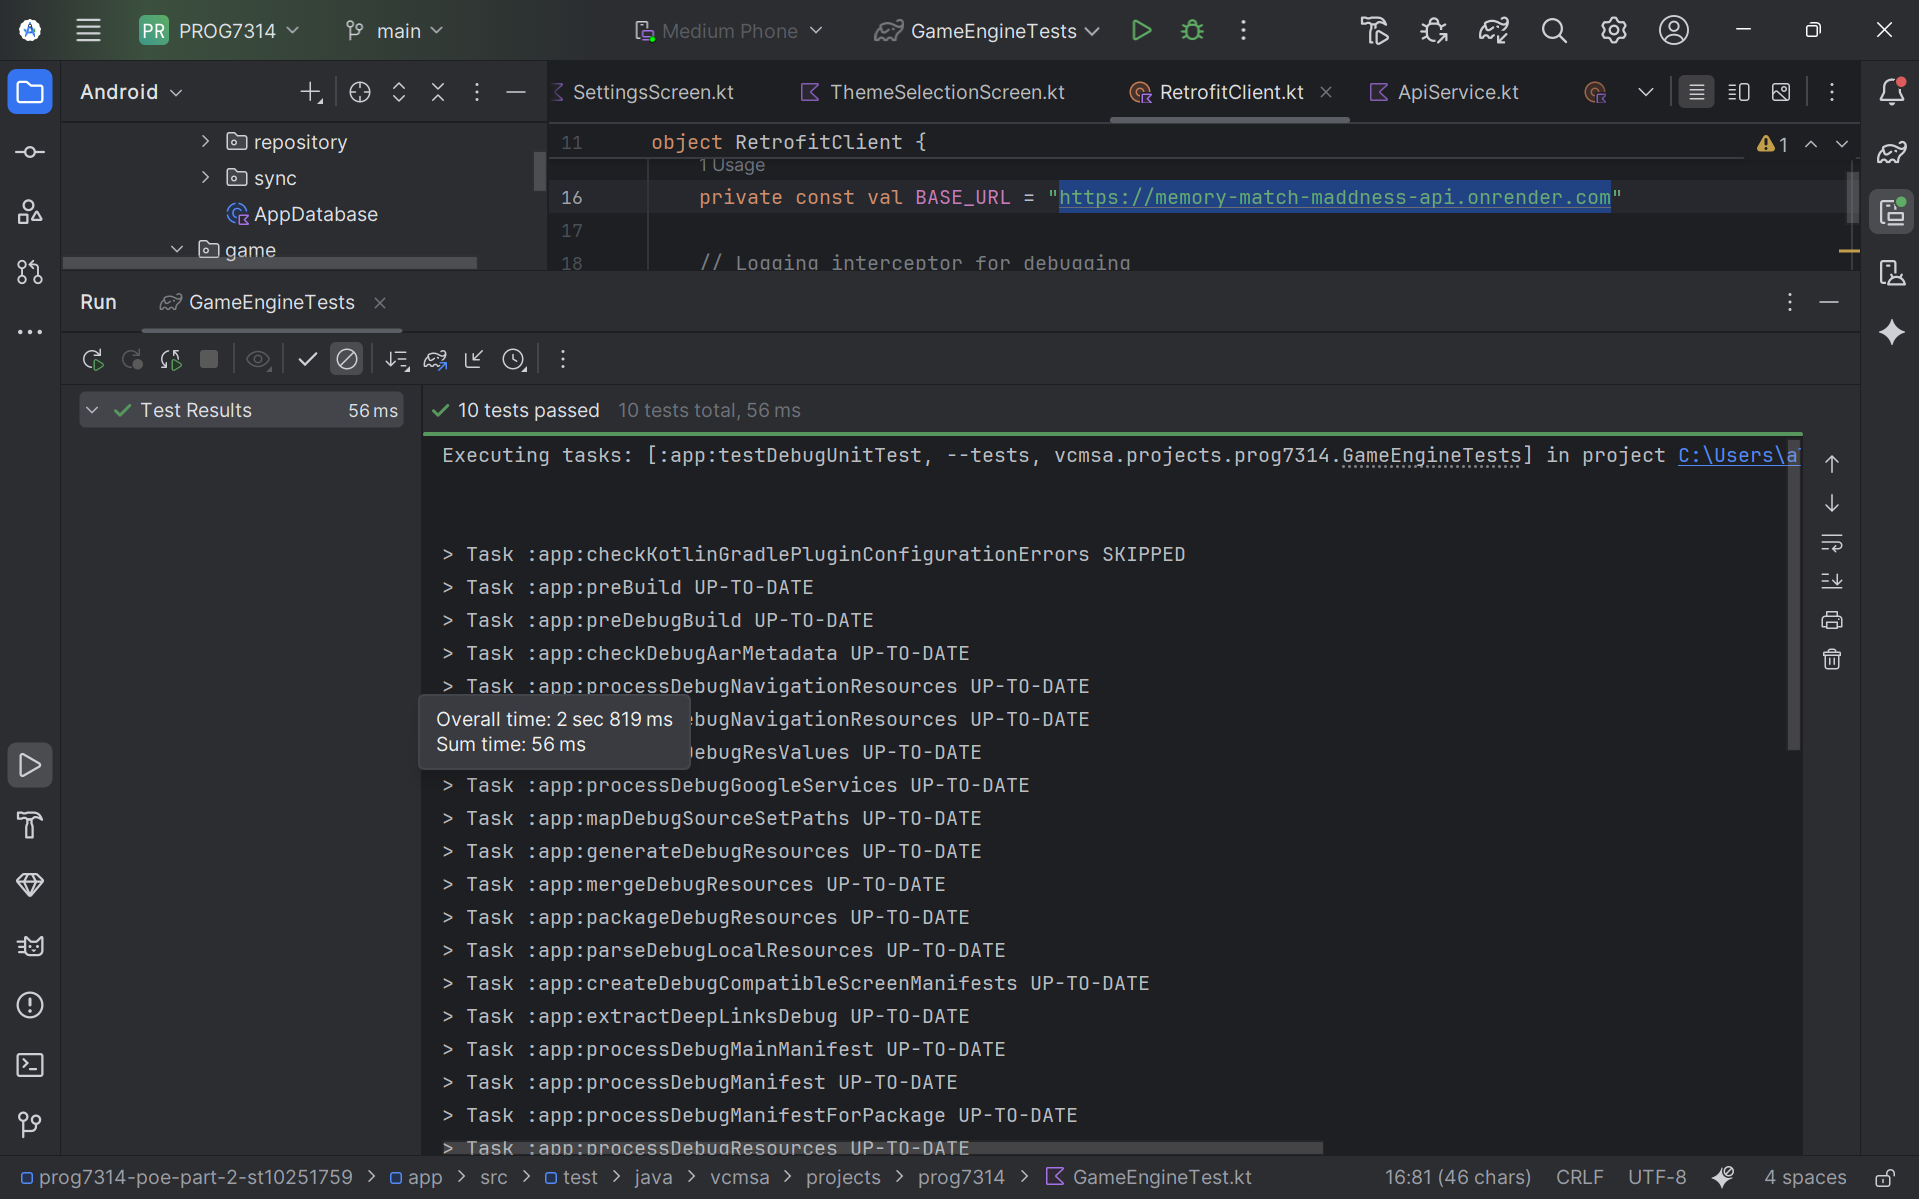 PR PROG7314 main Medium Phone GameEngineTests
Android SettingsScreen.kt ThemeSelectionScreen.kt RetrofitClient.kt ApiService.kt
repository
sync
AppDatabase
game
11 object RetrofitClient { 1
1 Usage
16 private const val BASE_URL = "https://memory-match-maddness-api.onrender.com"
17
18 // Logging interceptor for debugging
Run GameEngineTests
Test Results 56 ms
10 tests passed 10 tests total, 56 ms
Executing tasks: [:app:testDebugUnitTest, --tests, vcmsa.projects.prog7314.GameEngineTests] in project C:\Users\a
> Task :app:checkKotlinGradlePluginConfigurationErrors SKIPPED
> Task :app:preBuild UP-TO-DATE
> Task :app:preDebugBuild UP-TO-DATE
> Task :app:checkDebugAarMetadata UP-TO-DATE
> Task :app:processDebugNavigationResources UP-TO-DATE
Overall time: 2 sec 819 ms
Sum time: 56 ms
ebugNavigationResources UP-TO-DATE
ebugResValues UP-TO-DATE
> Task :app:processDebugGoogleServices UP-TO-DATE
> Task :app:mapDebugSourceSetPaths UP-TO-DATE
> Task :app:generateDebugResources UP-TO-DATE
> Task :app:mergeDebugResources UP-TO-DATE
> Task :app:packageDebugResources UP-TO-DATE
> Task :app:parseDebugLocalResources UP-TO-DATE
> Task :app:createDebugCompatibleScreenManifests UP-TO-DATE
> Task :app:extractDeepLinksDebug UP-TO-DATE
> Task :app:processDebugMainManifest UP-TO-DATE
> Task :app:processDebugManifest UP-TO-DATE
> Task :app:processDebugManifestForPackage UP-TO-DATE
> Task :app:processDebugResources UP-TO-DATE
prog7314-poe-part-2-st10251759 > app > src > test > java > vcmsa > projects > prog7314 > GameEngineTest.kt 16:81 (46 chars) CRLF UTF-8 4 spaces